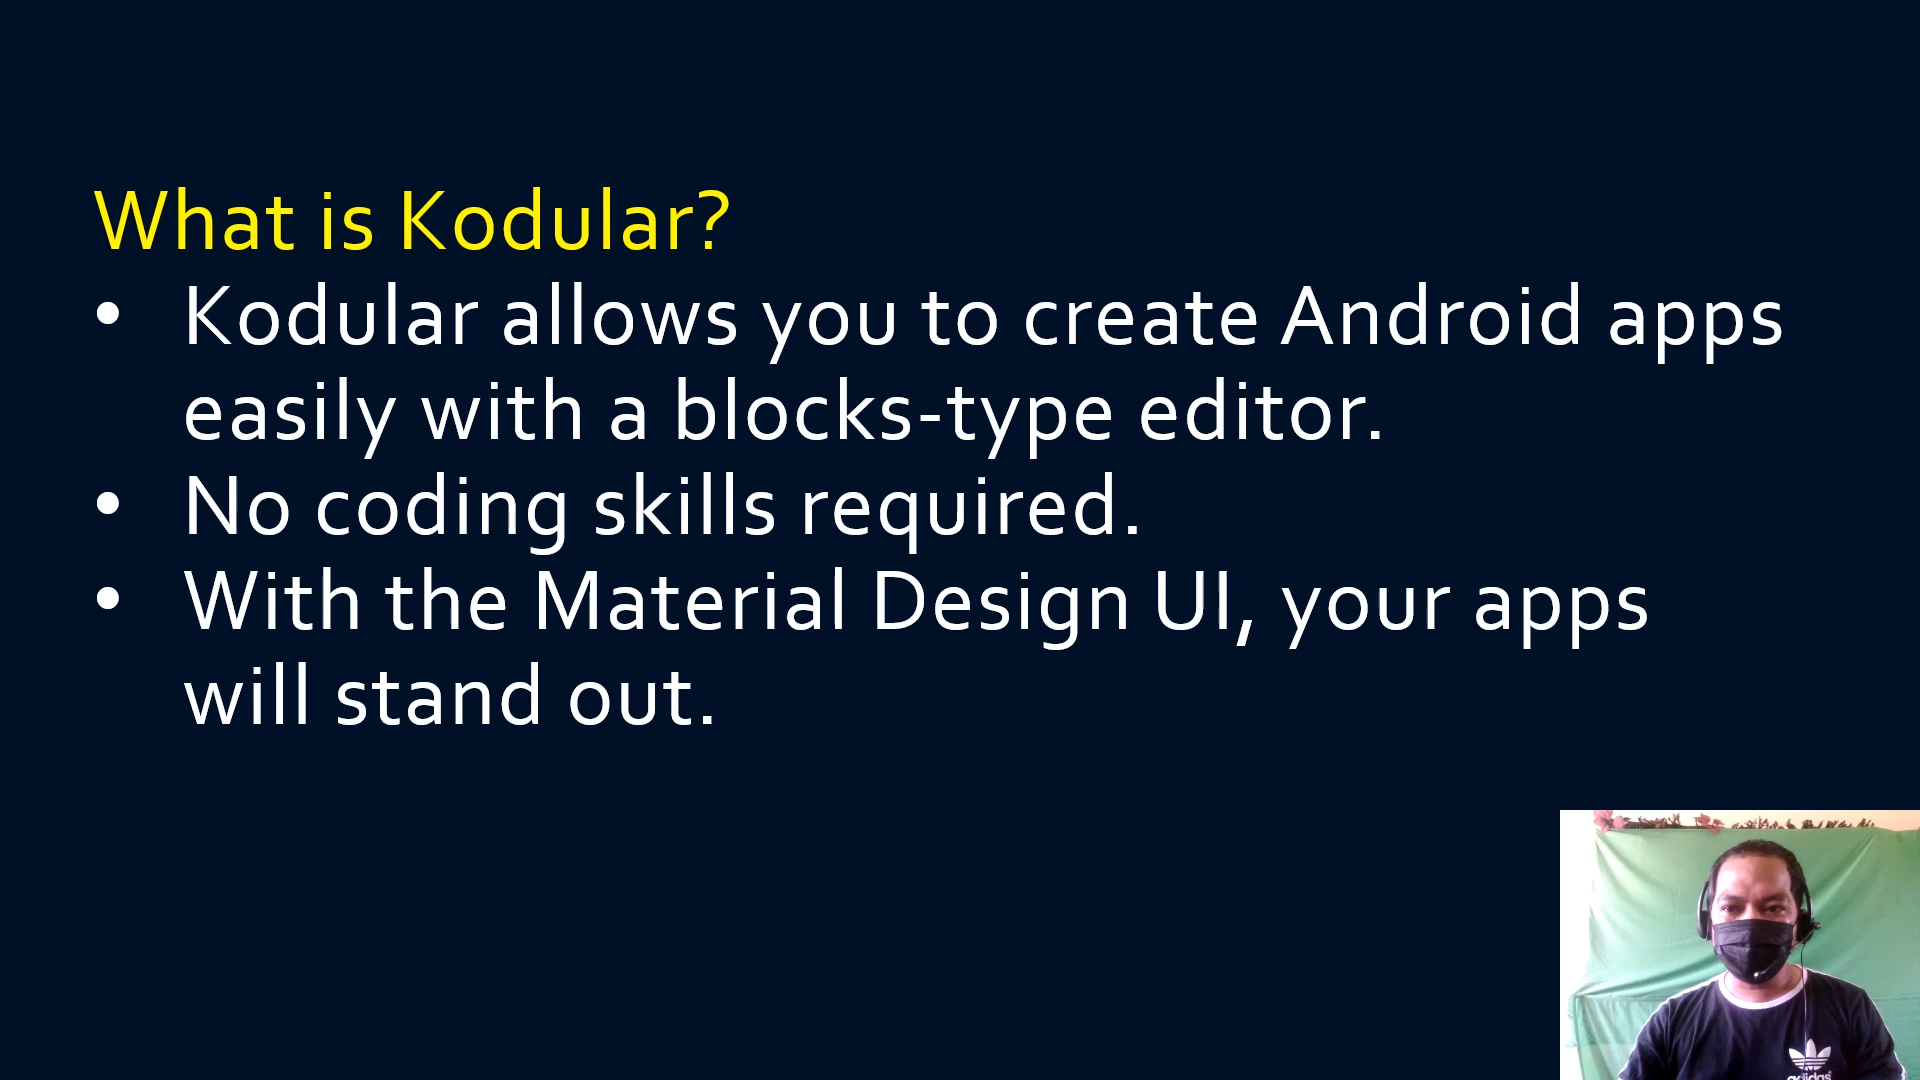 What is Kodular?
• Kodular allows you to create Android apps
easily with a blocks-type editor.
• No coding skills required.
• With the Material Design UI, your apps
will stand out.
adidas